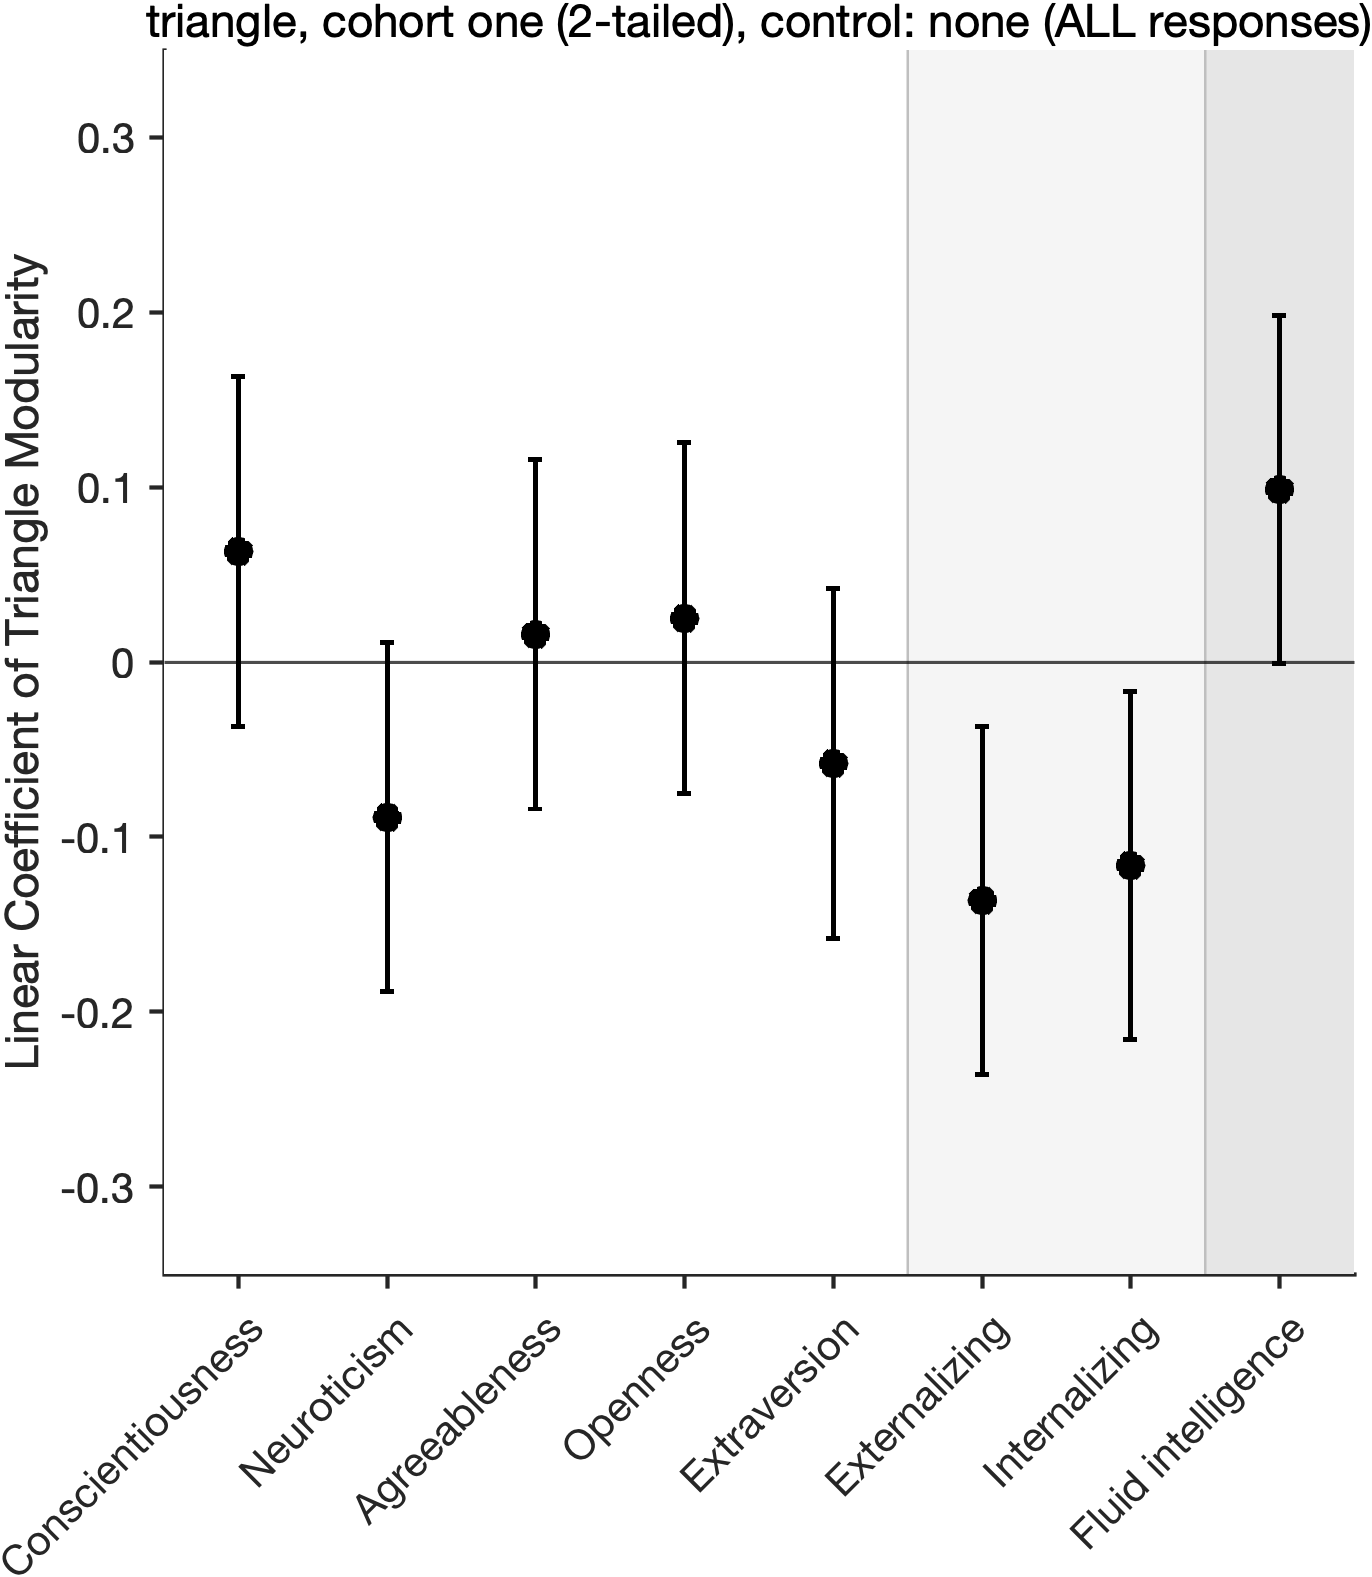 triangle, cohort one (2-tailed), control: none (ALL responses)
Linear Coefficient of Triangle Modularity
0.3
0.2
0.1
0
-0.1
-0.2
-0.3
Conscientiousness
Neuroticism
Agreeableness
Openness
Extraversion
Externalizing
Internalizing
Fluid intelligence